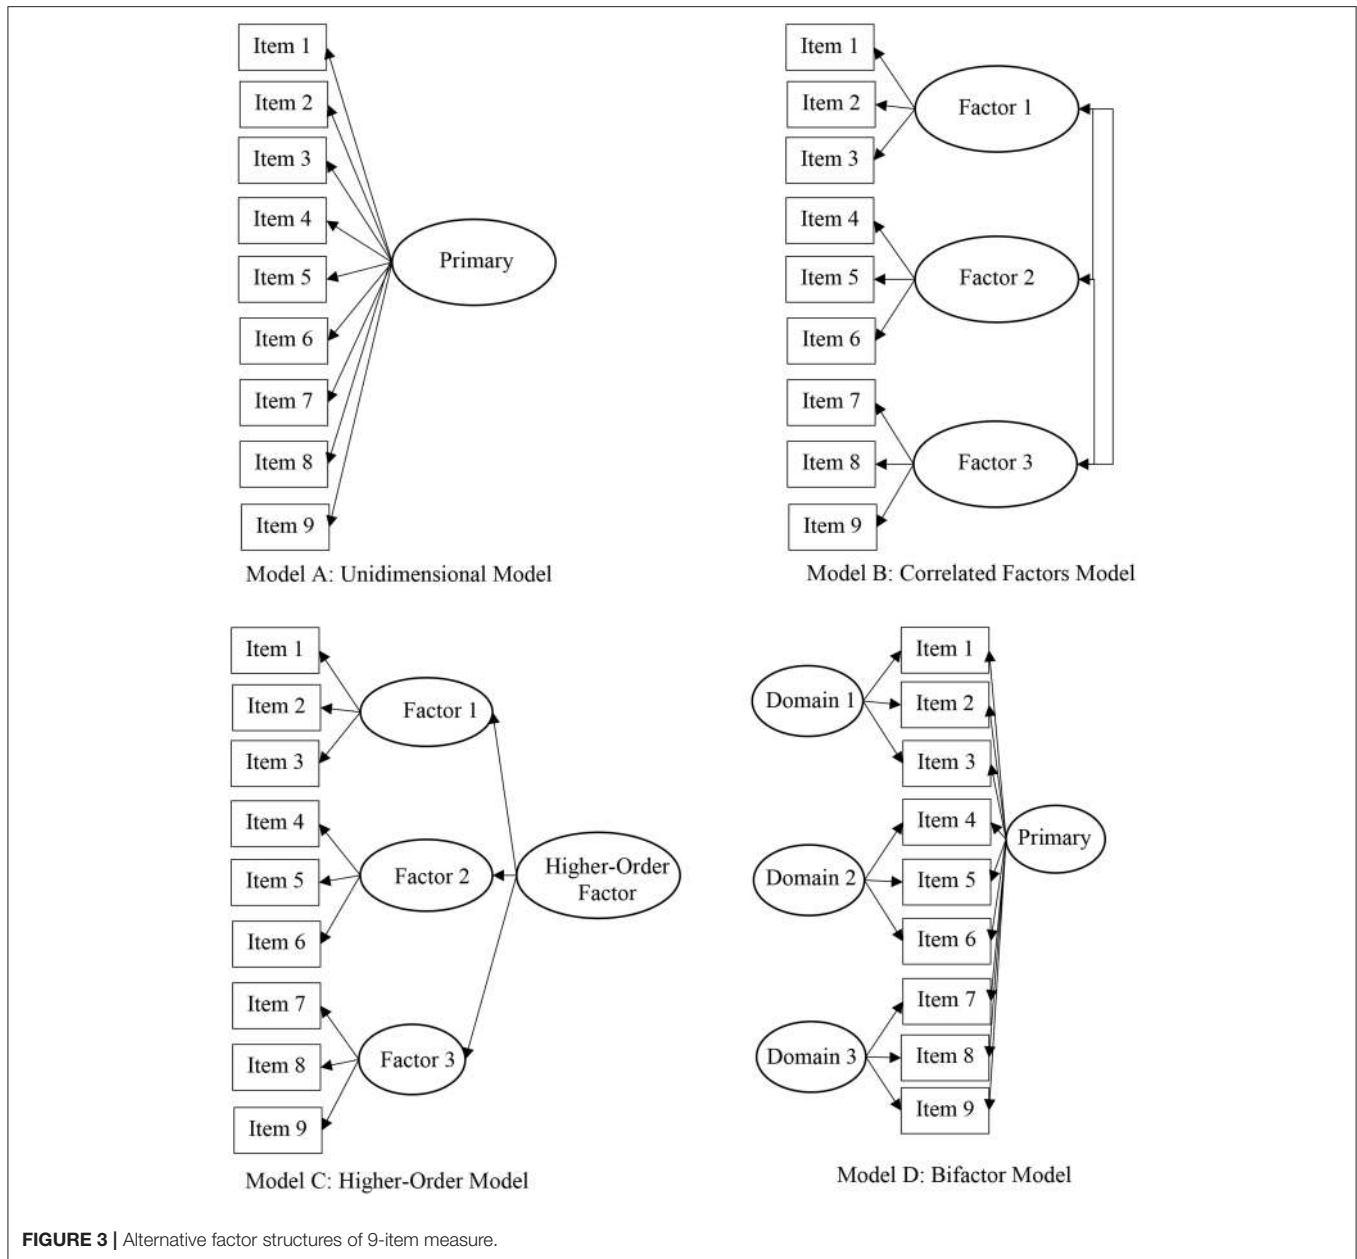 Item 1
Item 2
Item 3
Item 4
Item 5
Item 6
Item 7
Item 8
Item 9
Primary
Model A: Unidimensional Model
Item 1
Item 2
Item 3
Item 4
Item 5
Item 6
Item 7
Item 8
Item 9
Factor 1
Factor 2
Factor 3
Model B: Correlated Factors Model
Item 1
Item 2
Item 3
Item 4
Item 5
Item 6
Item 7
Item 8
Item 9
Factor 1
Factor 2
Factor 3
Higher-Order
Factor
Model C: Higher-Order Model
Domain 1
Domain 2
Domain 3
Item 1
Item 2
Item 3
Item 4
Item 5
Item 6
Item 7
Item 8
Item 9
Primary
Model D: Bifactor Model
FIGURE 3 | Alternative factor structures of 9-item measure.